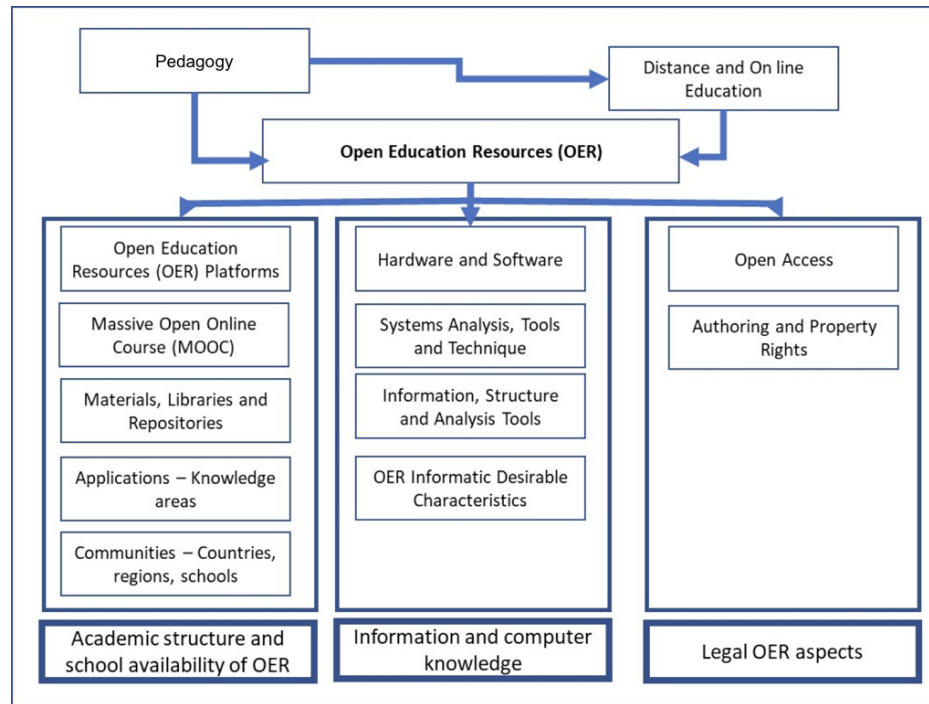 Pedagogy
Distance and On line
Education
Open Education Resources (OER)
Open Education
Resources (OER) Platforms
Massive Open Online
Course (MOOC)
Materials, Libraries and
Repositories
Applications – Knowledge
areas
Communities – Countries,
regions, schools
Academic structure and
school availability of OER
Hardware and Software
Systems Analysis, Tools
and Technique
Information, Structure
and Analysis Tools
OER Informatic Desirable
Characteristics
Information and computer
knowledge
Open Access
Authoring and Property
Rights
Legal OER aspects